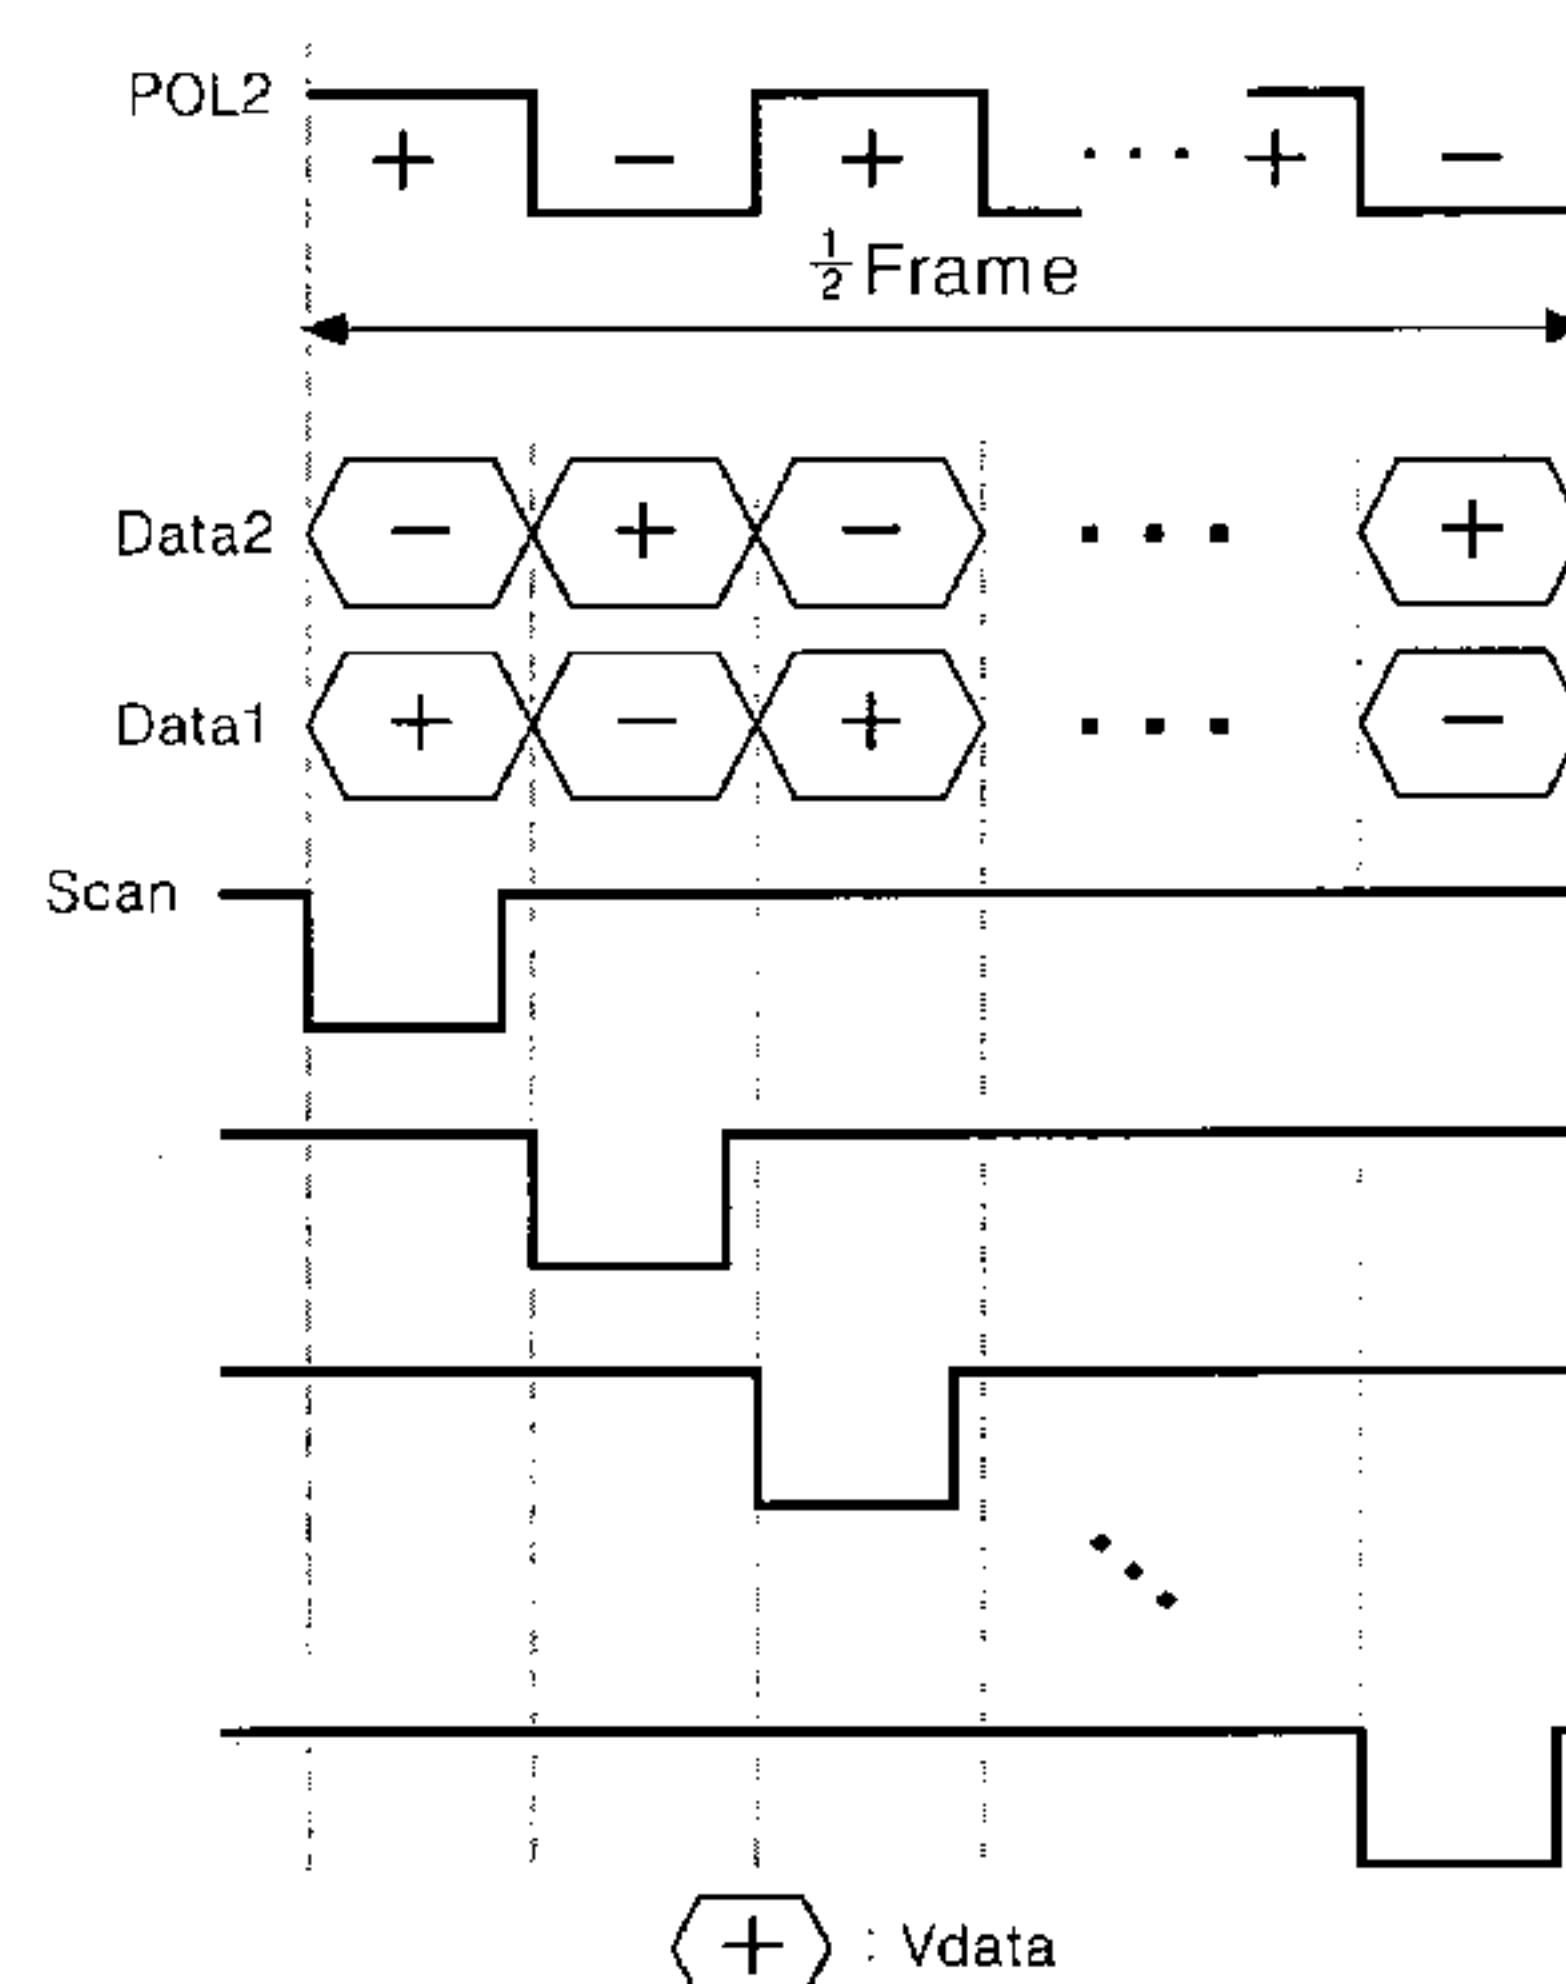 POL2
+ − + ... + −
1/2 Frame
Data2 − + − ... +
Data1 + − + ... −
Scan
+ : Vdata